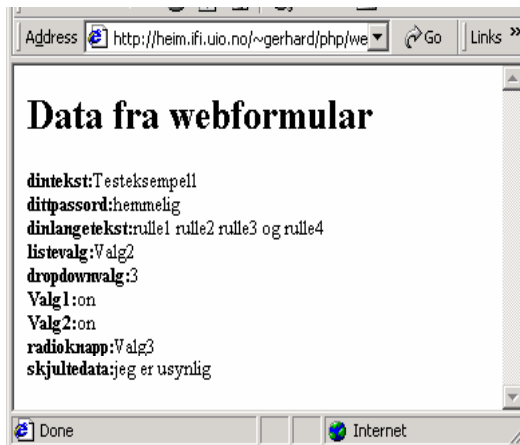 Address http://heim.ifi.uio.no/~gerhard/php/we Go Links »
Data fra webformular
dintekst:Testeksempel1
dittpassord:hemmelig
dinlangetekst:rulle1 rulle2 rulle3 og rulle4
listevalg:Valg2
dropdownvalg:3
Valg1:on
Valg2:on
radioknapp:Valg3
skjultedata:jeg er usynlig
Done Internet